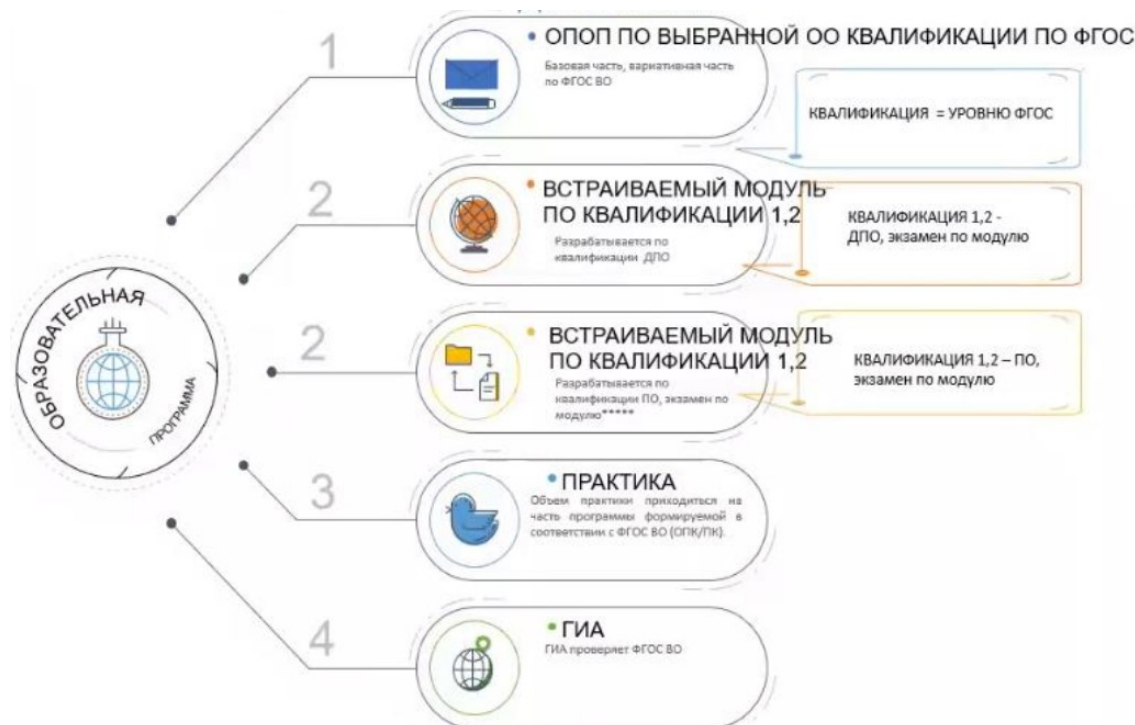 1
• ОПОП ПО ВЫБРАННОЙ ОО КВАЛИФИКАЦИИ ПО ФГОС
Базовая часть, вариативная часть
по ФГОС ВО
КВАЛИФИКАЦИЯ = УРОВНЮ ФГОС
2
• ВСТРАИВАЕМЫЙ МОДУЛЬ
ПО КВАЛИФИКАЦИИ 1,2
Разрабатывается по
квалификации ДПО
КВАЛИФИКАЦИЯ 1,2 -
ДПО, экзамен по модулю
ОБРАЗОВАТЕЛЬНАЯ
ПРОГРАММА
2
• ВСТРАИВАЕМЫЙ МОДУЛЬ
ПО КВАЛИФИКАЦИИ 1,2
Разрабатывается по
квалификации ПО, экзамен по
модулю*****
КВАЛИФИКАЦИЯ 1,2 – ПО,
экзамен по модулю
3
• ПРАКТИКА
Объем практики приходиться на
часть программы формируемой в
соответствии с ФГОС ВО (ОПК/ПК).
4
• ГИА
ГИА проверяет ФГОС ВО